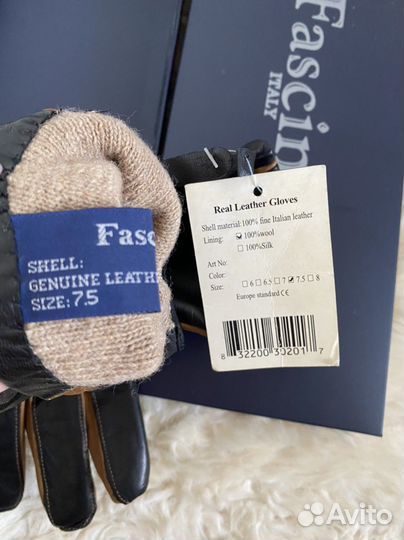 Fascin
ITALY
Fasc
SHELL:
GENUINE LEATH
SIZE: 7.5
Real Leather Gloves
Shell material:100% fine Italian leather
Lining: ☑ 100%wool
☐ 100%Silk
Art No:
Color:
Size: ☐ 6 ☐ 6.5 ☐ 7 ☑ 7.5 ☐ 8
Europe standard CE
8 32200 30201 7
Avito